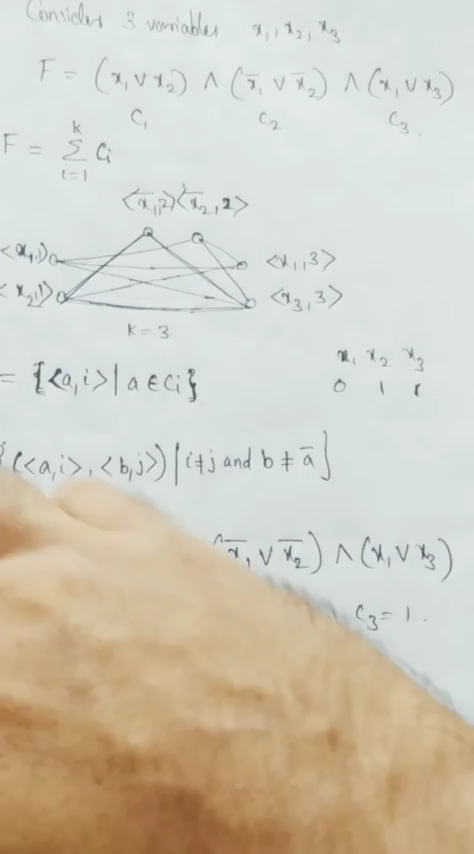 Consider 3 variables x₁, x₂, x₃
F = (x₁ ∨ x₂) ∧ (x̄₁ ∨ x̄₂) ∧ (x₁ ∨ x₃)
C₁ C₂ C₃.
F = Σ_{i=1}^{k} Ci
<x̄₁,2> <x̄₂,2>
<x₁,1> <x₁,3>
<x₂,1> <x₃,3>
k = 3
x₁ x₂ x₃
= {<a,i> | a ∈ Ci} 0 1 1
{(<a,i>, <b,j>) | i≠j and b ≠ ā}
(x̄₁ ∨ x̄₂) ∧ (x₁ ∨ x₃)
C₃ = 1.